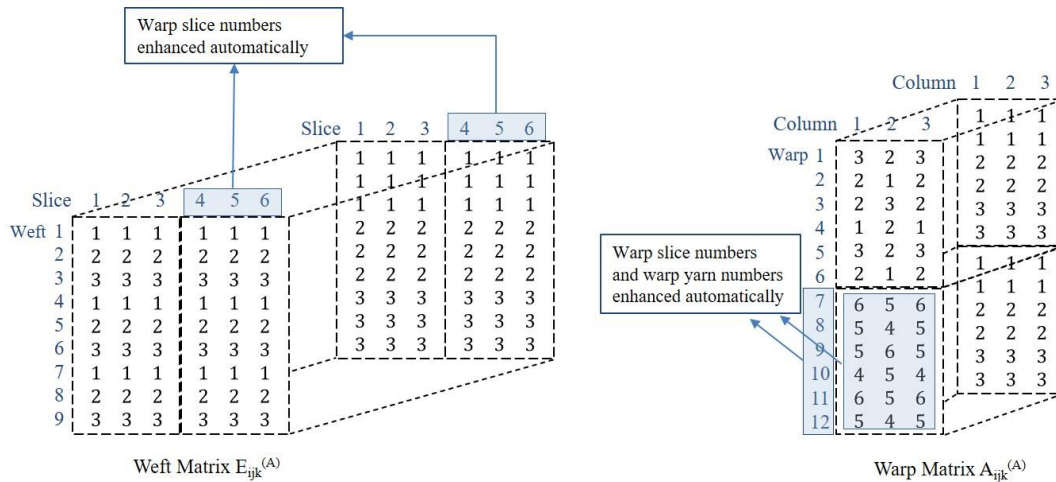 Warp slice numbers
enhanced automatically
Slice 1 2 3 4 5 6
1 1 1 1 1 1
1 1 1 1 1 1
1 1 1 1 1 1
2 2 2 2 2 2
2 2 2 2 2 2
2 2 2 2 2 2
3 3 3 3 3 3
3 3 3 3 3 3
3 3 3 3 3 3
Slice 1 2 3 4 5 6
Weft 1 1 1 1 1 1 1
2 2 2 2 2 2 2
3 3 3 3 3 3 3
4 1 1 1 1 1 1
5 2 2 2 2 2 2
6 3 3 3 3 3 3
7 1 1 1 1 1 1
8 2 2 2 2 2 2
9 3 3 3 3 3 3
Weft Matrix E_ijk^(A)
Column 1 2 3
1 1 1
1 1 1
2 2 2
2 2 2
3 3 3
3 3 3
1 1 1
1 1 1
2 2 2
2 2 2
3 3 3
3 3 3
Column 1 2 3
Warp 1 3 2 3
2 2 1 2
3 2 3 2
4 1 2 1
5 3 2 3
6 2 1 2
7 6 5 6
8 5 4 5
9 5 6 5
10 4 5 4
11 6 5 6
12 5 4 5
Warp slice numbers
and warp yarn numbers
enhanced automatically
Warp Matrix A_ijk^(A)